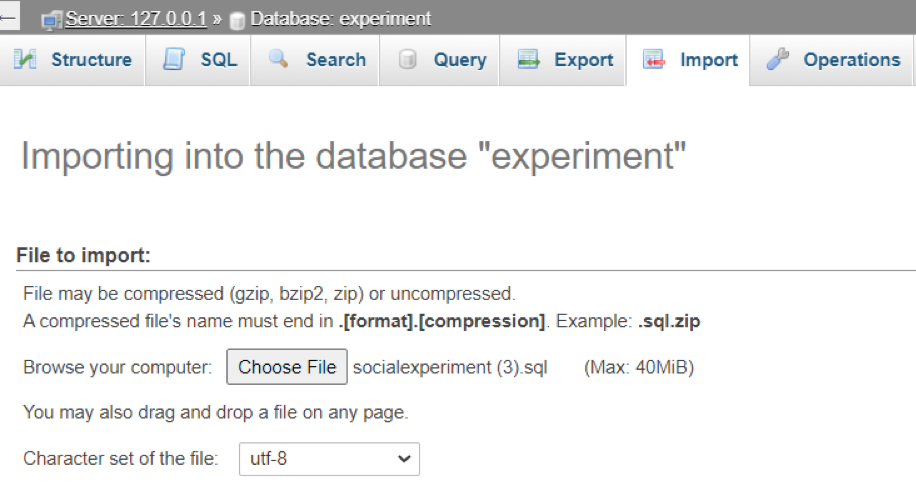 Server: 127.0.0.1 » Database: experiment
Structure SQL Search Query Export Import Operations
Importing into the database "experiment"
File to import:
File may be compressed (gzip, bzip2, zip) or uncompressed.
A compressed file's name must end in .[format].[compression]. Example: .sql.zip
Browse your computer: Choose File socialexperiment (3).sql (Max: 40MiB)
You may also drag and drop a file on any page.
Character set of the file: utf-8